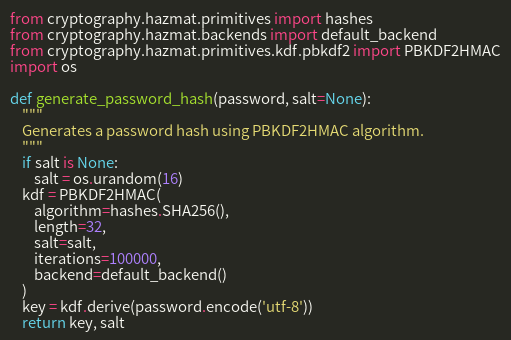 from cryptography.hazmat.primitives import hashes
from cryptography.hazmat.backends import default_backend
from cryptography.hazmat.primitives.kdf.pbkdf2 import PBKDF2HMAC
import os

def generate_password_hash(password, salt=None):
    """
    Generates a password hash using PBKDF2HMAC algorithm.
    """
    if salt is None:
        salt = os.urandom(16)
    kdf = PBKDF2HMAC(
        algorithm=hashes.SHA256(),
        length=32,
        salt=salt,
        iterations=100000,
        backend=default_backend()
    )
    key = kdf.derive(password.encode('utf-8'))
    return key, salt